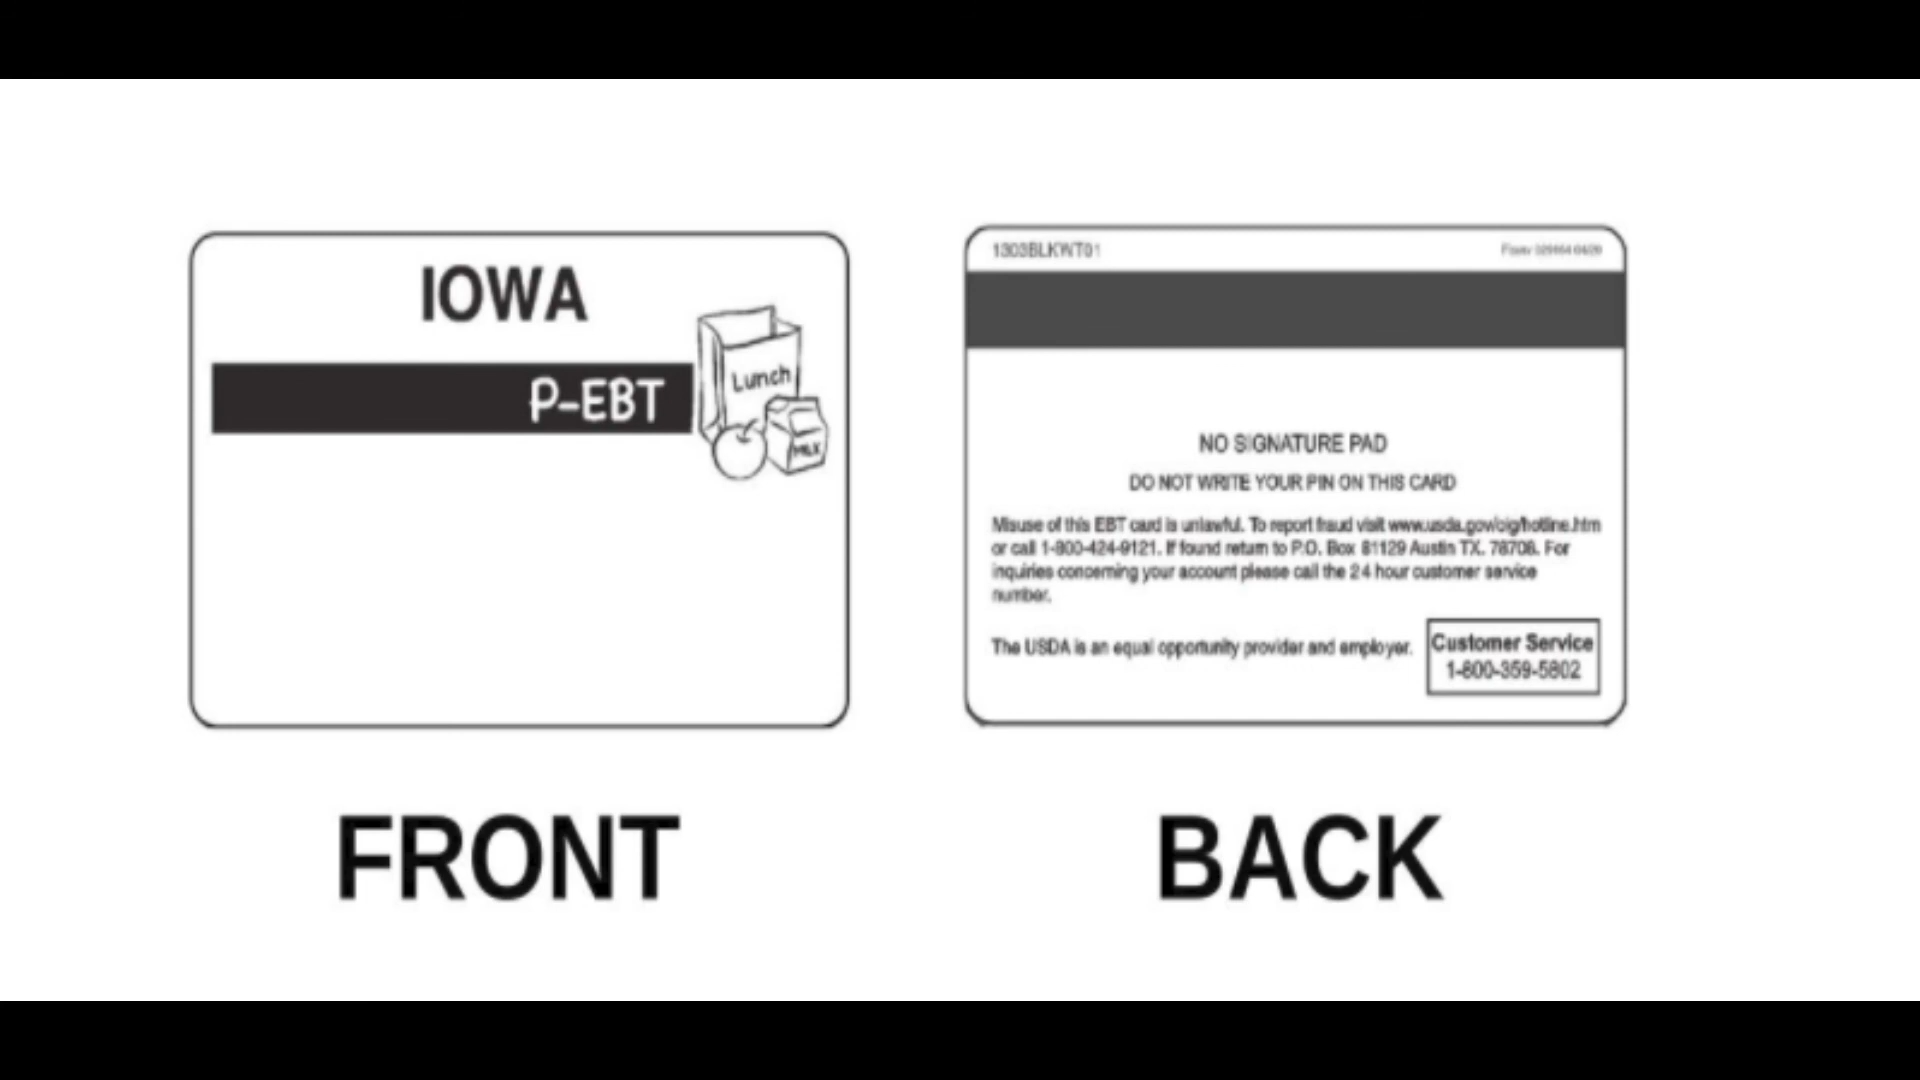 IOWA
P-EBT
Lunch
MILK
FRONT
1303BLKWT01
NO SIGNATURE PAD
DO NOT WRITE YOUR PIN ON THIS CARD
Misuse of this EBT card is unlawful. To report fraud visit www.usda.gov/oig/hotline.htm
or call 1-800-424-9121. If found return to P.O. Box 81129 Austin TX. 78708. For
inquiries concerning your account please call the 24 hour customer service
number.
The USDA is an equal opportunity provider and employer.
Customer Service
1-800-359-5802
BACK